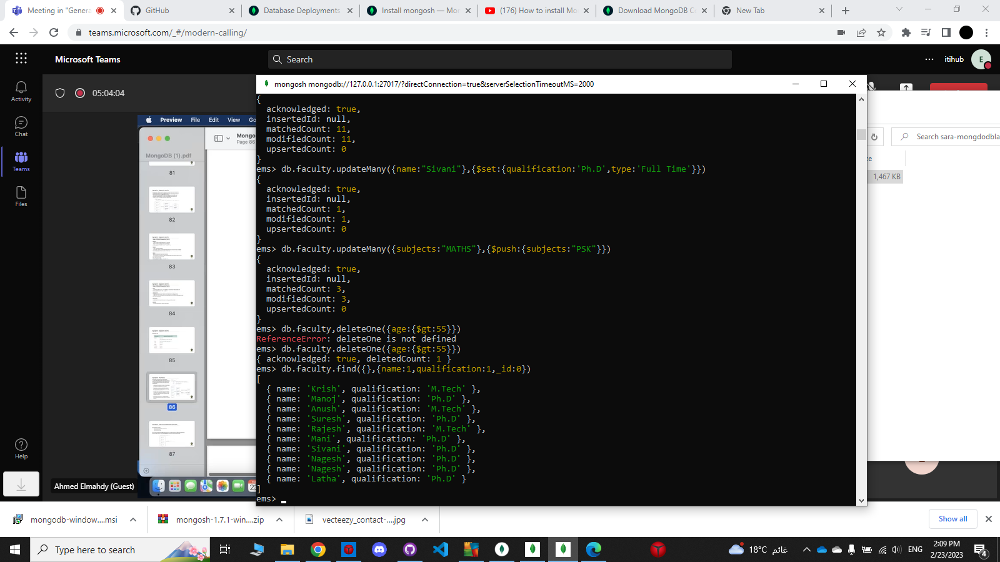 Meeting in "Genera
GitHub
Database Deployments
Install mongosh — Mon
(176) How to install Mo
Download MongoDB Co
New Tab
teams.microsoft.com/_#/modern-calling/
Microsoft Teams
Search
itihub
E
mongosh mongodb://127.0.0.1:27017/?directConnection=true&serverSelectionTimeoutMS=2000
Activity
Chat
Teams
Files
Help
05:04:04
Preview File Edit View Go
Mongo
Page 86
MongoDB (1).pdf
81
82
83
84
85
86
87
Ahmed Elmahdy (Guest)
{
acknowledged: true,
insertedId: null,
matchedCount: 11,
modifiedCount: 11,
upsertedCount: 0
}
ems> db.faculty.updateMany({name:"Sivani"},{$set:{qualification:'Ph.D',type:'Full Time'}})
{
acknowledged: true,
insertedId: null,
matchedCount: 1,
modifiedCount: 1,
upsertedCount: 0
}
ems> db.faculty.updateMany({subjects:"MATHS"},{$push:{subjects:"PSK"}})
{
acknowledged: true,
insertedId: null,
matchedCount: 3,
modifiedCount: 3,
upsertedCount: 0
}
ems> db.faculty,deleteOne({age:{$gt:55}})
ReferenceError: deleteOne is not defined
ems> db.faculty.deleteOne({age:{$gt:55}})
{ acknowledged: true, deletedCount: 1 }
ems> db.faculty.find({},{name:1,qualification:1,_id:0})
[
{ name: 'Krish', qualification: 'M.Tech' },
{ name: 'Manoj', qualification: 'Ph.D' },
{ name: 'Anush', qualification: 'M.Tech' },
{ name: 'Suresh', qualification: 'Ph.D' },
{ name: 'Rajesh', qualification: 'M.Tech' },
{ name: 'Mani', qualification: 'Ph.D' },
{ name: 'Sivani', qualification: 'Ph.D' },
{ name: 'Nagesh', qualification: 'Ph.D' },
{ name: 'Nagesh', qualification: 'Ph.D' },
{ name: 'Latha', qualification: 'Ph.D' }
]
ems>
Search sara-mongdodbla
ze
1,467 KB
mongodb-window....msi
mongosh-1.7.1-win....zip
vecteezy_contact-....jpg
Show all
Type here to search
18°C غائم
ENG
2:09 PM
2/23/2023
4